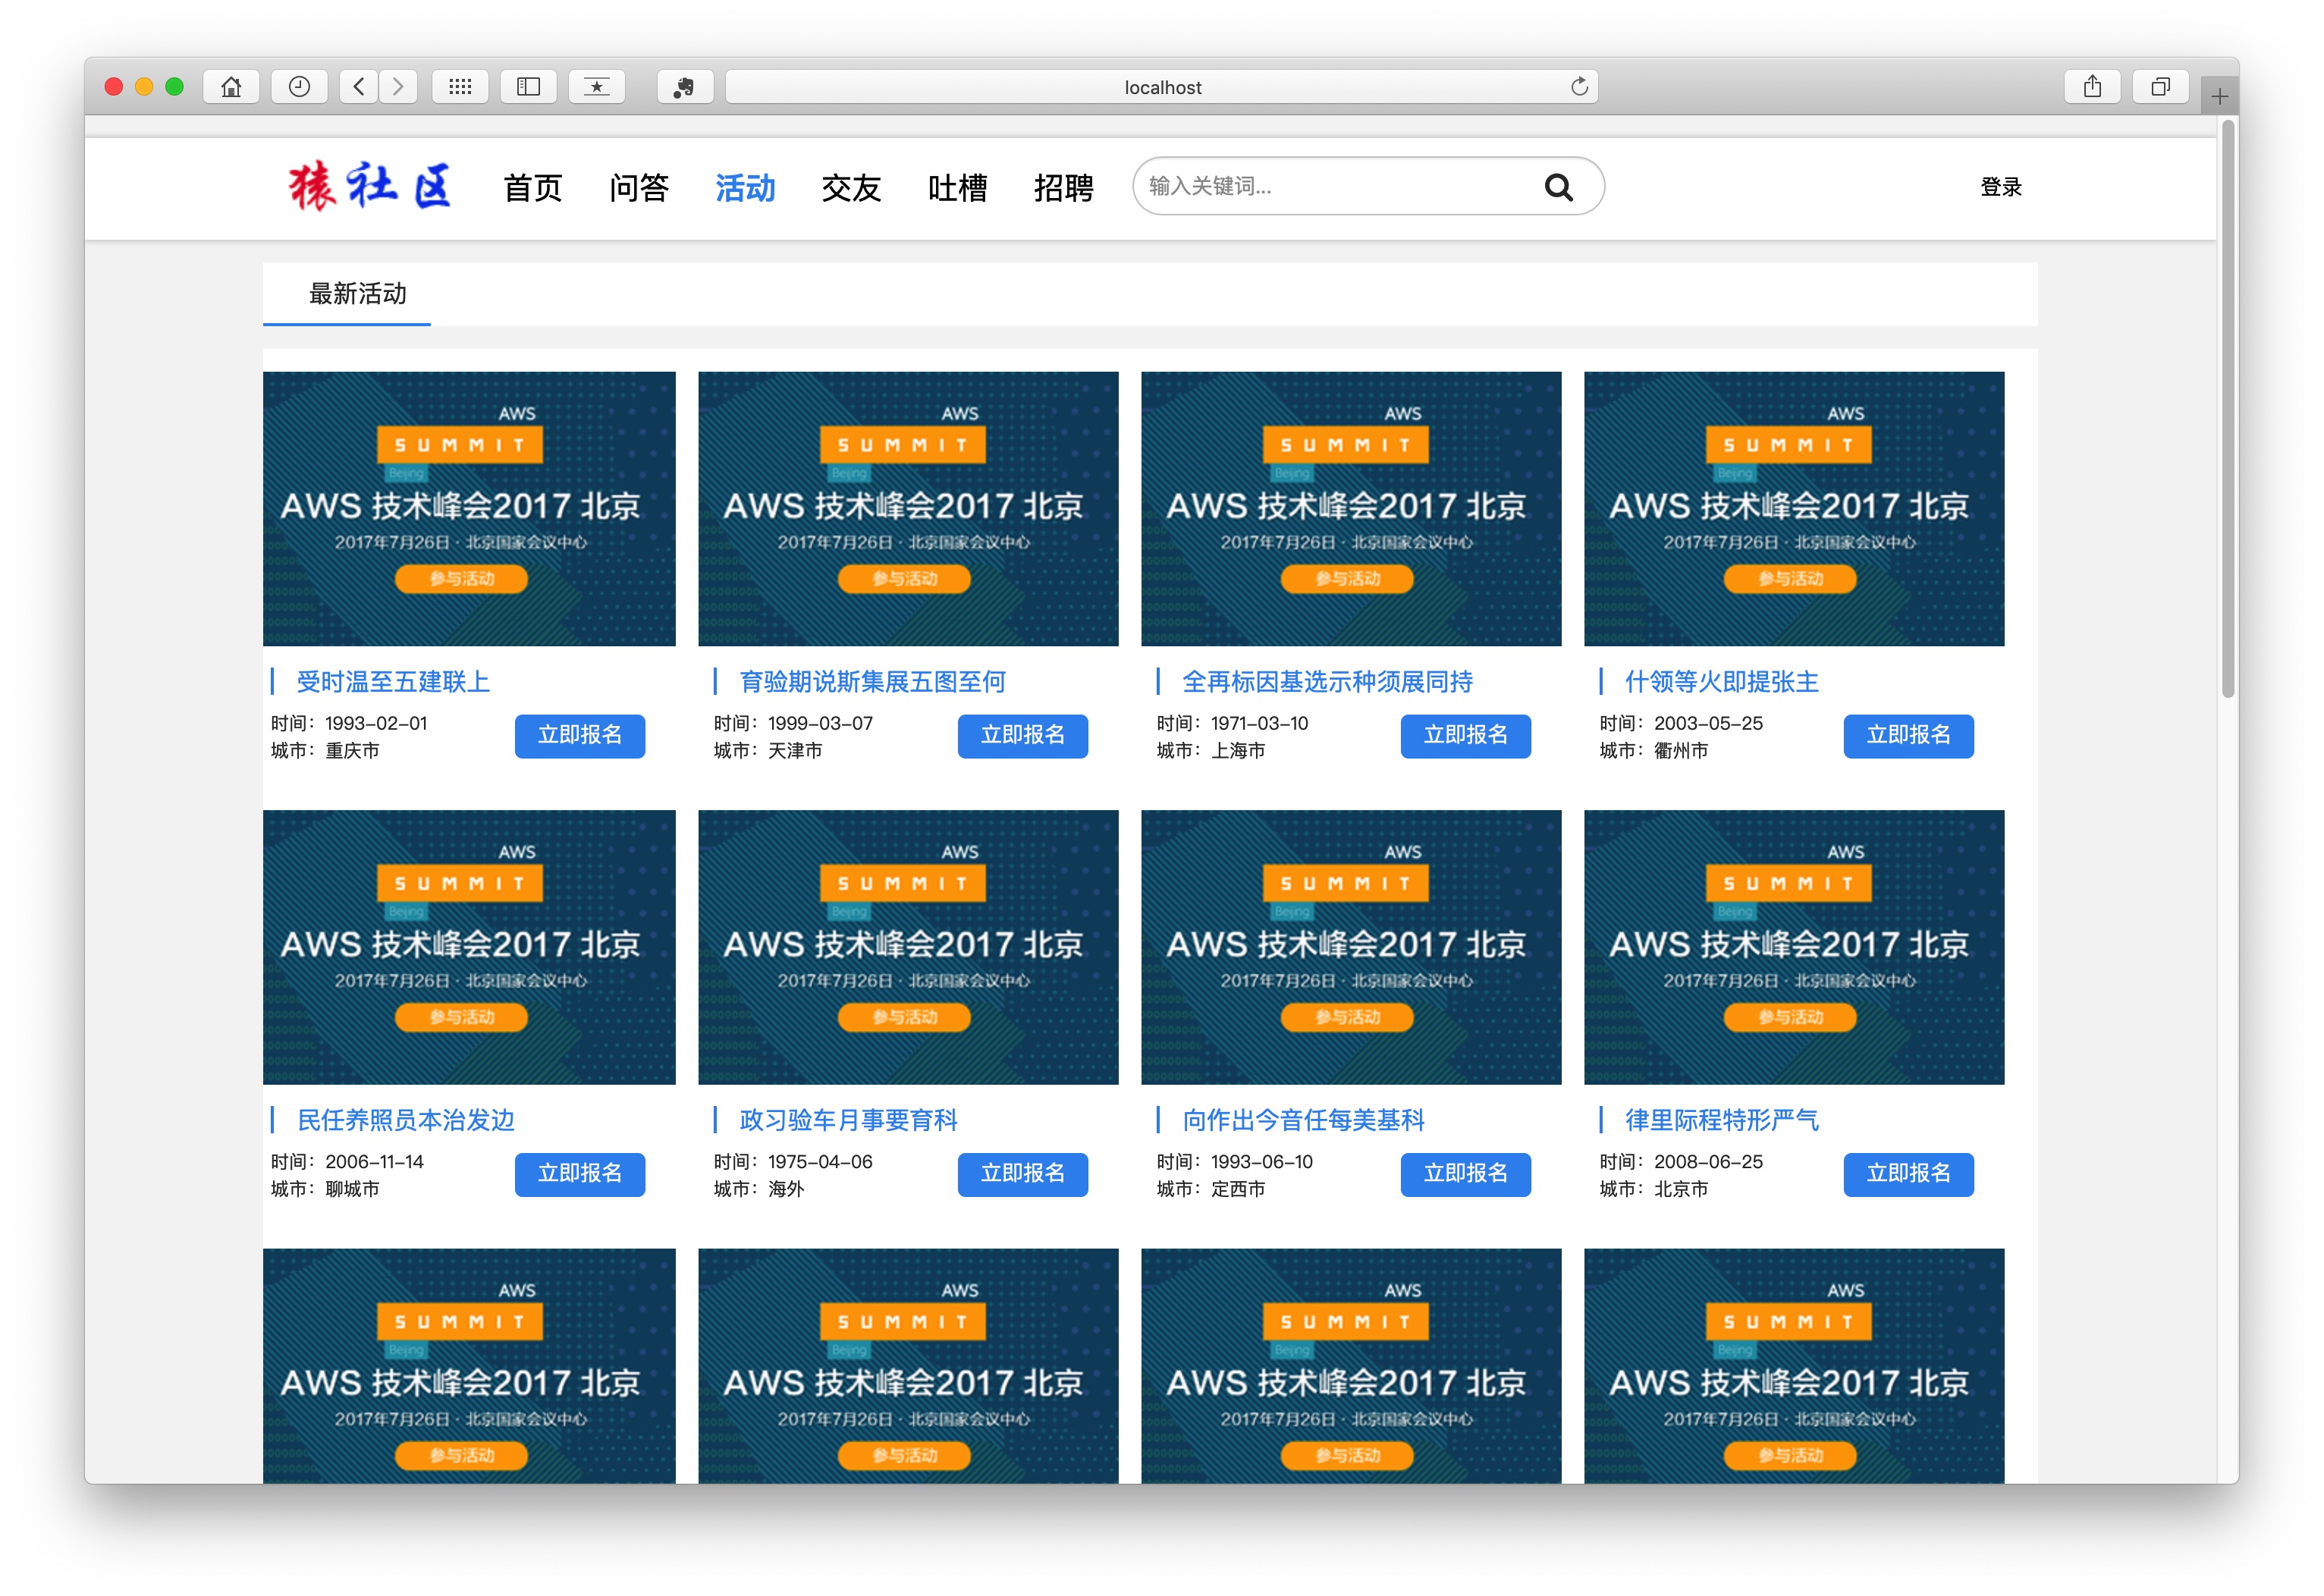 localhost
猿社区 首页 问答 活动 交友 吐槽 招聘 输入关键词... 登录
最新活动
AWS
SUMMIT
Beijing
AWS 技术峰会2017 北京
2017年7月26日 · 北京国家会议中心
参与活动
受时温至五建联上
时间：1993-02-01
城市：重庆市
立即报名
AWS
SUMMIT
Beijing
AWS 技术峰会2017 北京
2017年7月26日 · 北京国家会议中心
参与活动
育验期说斯集展五图至何
时间：1999-03-07
城市：天津市
立即报名
AWS
SUMMIT
Beijing
AWS 技术峰会2017 北京
2017年7月26日 · 北京国家会议中心
参与活动
全再标因基选示种须展同持
时间：1971-03-10
城市：上海市
立即报名
AWS
SUMMIT
Beijing
AWS 技术峰会2017 北京
2017年7月26日 · 北京国家会议中心
参与活动
什领等火即提张主
时间：2003-05-25
城市：衢州市
立即报名
AWS
SUMMIT
Beijing
AWS 技术峰会2017 北京
2017年7月26日 · 北京国家会议中心
参与活动
民任养照员本治发边
时间：2006-11-14
城市：聊城市
立即报名
AWS
SUMMIT
Beijing
AWS 技术峰会2017 北京
2017年7月26日 · 北京国家会议中心
参与活动
政习验车月事要育科
时间：1975-04-06
城市：海外
立即报名
AWS
SUMMIT
Beijing
AWS 技术峰会2017 北京
2017年7月26日 · 北京国家会议中心
参与活动
向作出今音任每美基科
时间：1993-06-10
城市：定西市
立即报名
AWS
SUMMIT
Beijing
AWS 技术峰会2017 北京
2017年7月26日 · 北京国家会议中心
参与活动
律里际程特形严气
时间：2008-06-25
城市：北京市
立即报名
AWS
SUMMIT
Beijing
AWS 技术峰会2017 北京
2017年7月26日 · 北京国家会议中心
参与活动
AWS
SUMMIT
Beijing
AWS 技术峰会2017 北京
2017年7月26日 · 北京国家会议中心
参与活动
AWS
SUMMIT
Beijing
AWS 技术峰会2017 北京
2017年7月26日 · 北京国家会议中心
参与活动
AWS
SUMMIT
Beijing
AWS 技术峰会2017 北京
2017年7月26日 · 北京国家会议中心
参与活动